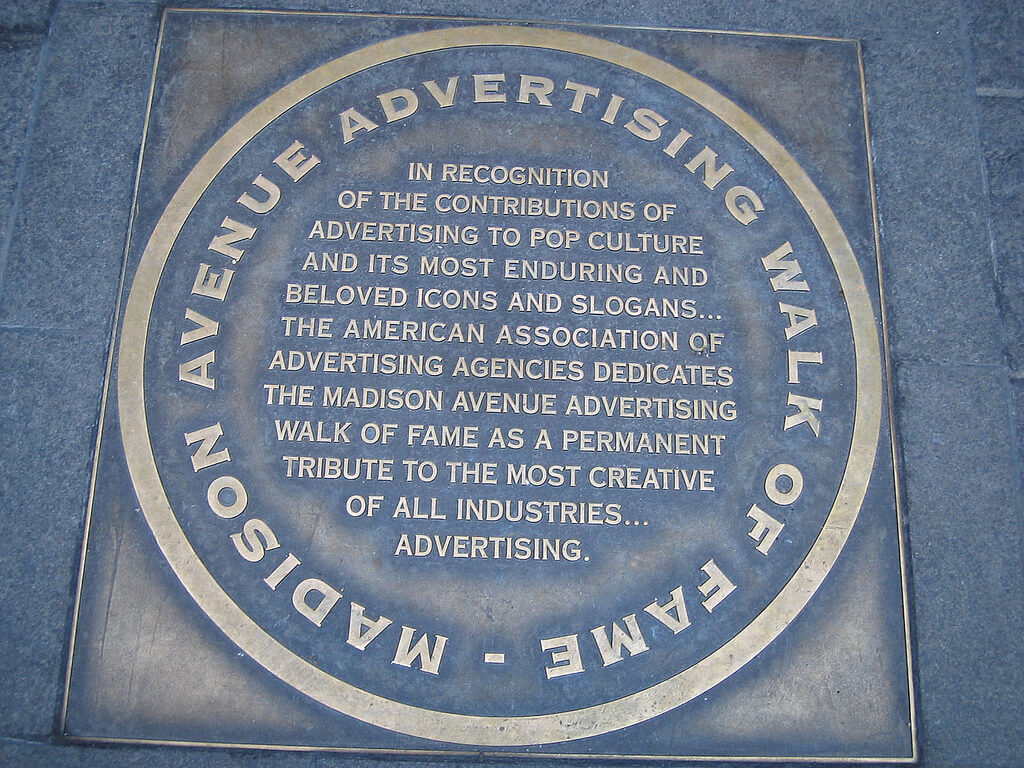 MADISON AVENUE ADVERTISING WALK OF FAME -
IN RECOGNITION
OF THE CONTRIBUTIONS OF
ADVERTISING TO POP CULTURE
AND ITS MOST ENDURING AND
BELOVED ICONS AND SLOGANS...
THE AMERICAN ASSOCIATION OF
ADVERTISING AGENCIES DEDICATES
THE MADISON AVENUE ADVERTISING
WALK OF FAME AS A PERMANENT
TRIBUTE TO THE MOST CREATIVE
OF ALL INDUSTRIES...
ADVERTISING.